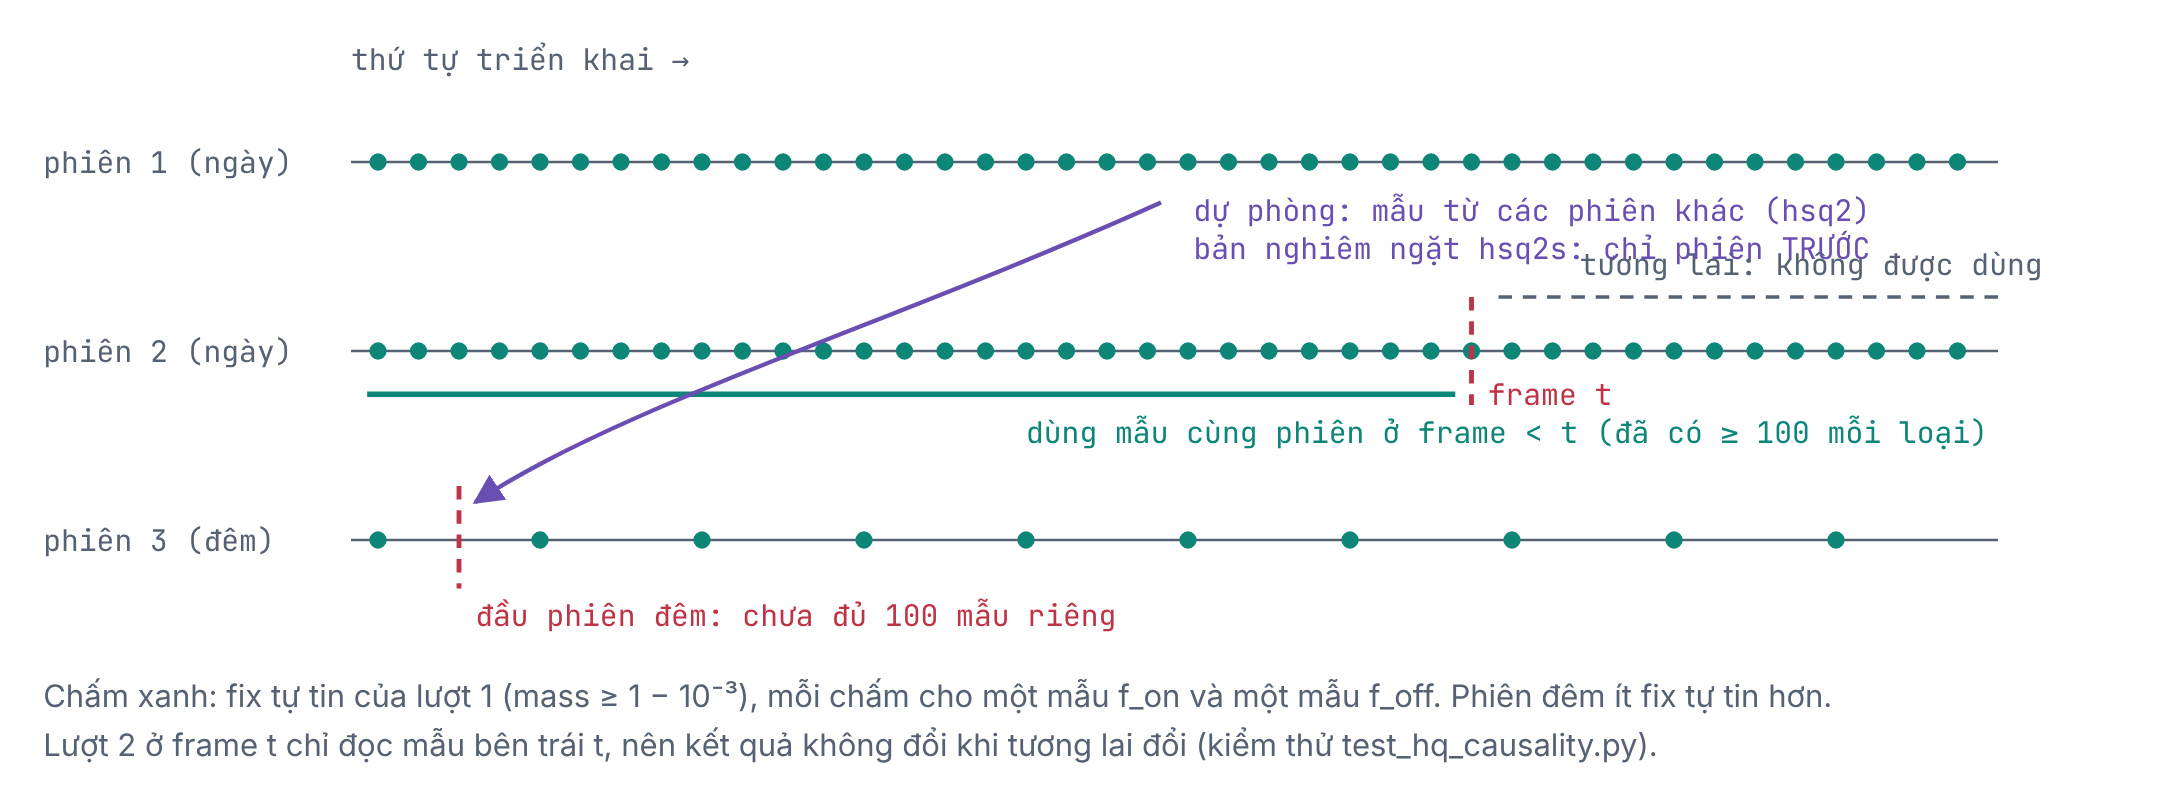 thứ tự triển khai →
phiên 1 (ngày)
dự phòng: mẫu từ các phiên khác (hsq2)
bản nghiêm ngặt hsq2s: chỉ phiên TRƯỚC
tương lai: không được dùng
phiên 2 (ngày)
frame t
dùng mẫu cùng phiên ở frame < t (đã có ≥ 100 mỗi loại)
phiên 3 (đêm)
đầu phiên đêm: chưa đủ 100 mẫu riêng
Chấm xanh: fix tự tin của lượt 1 (mass ≥ 1 − 10⁻³), mỗi chấm cho một mẫu f_on và một mẫu f_off. Phiên đêm ít fix tự tin hơn.
Lượt 2 ở frame t chỉ đọc mẫu bên trái t, nên kết quả không đổi khi tương lai đổi (kiểm thử test_hq_causality.py).